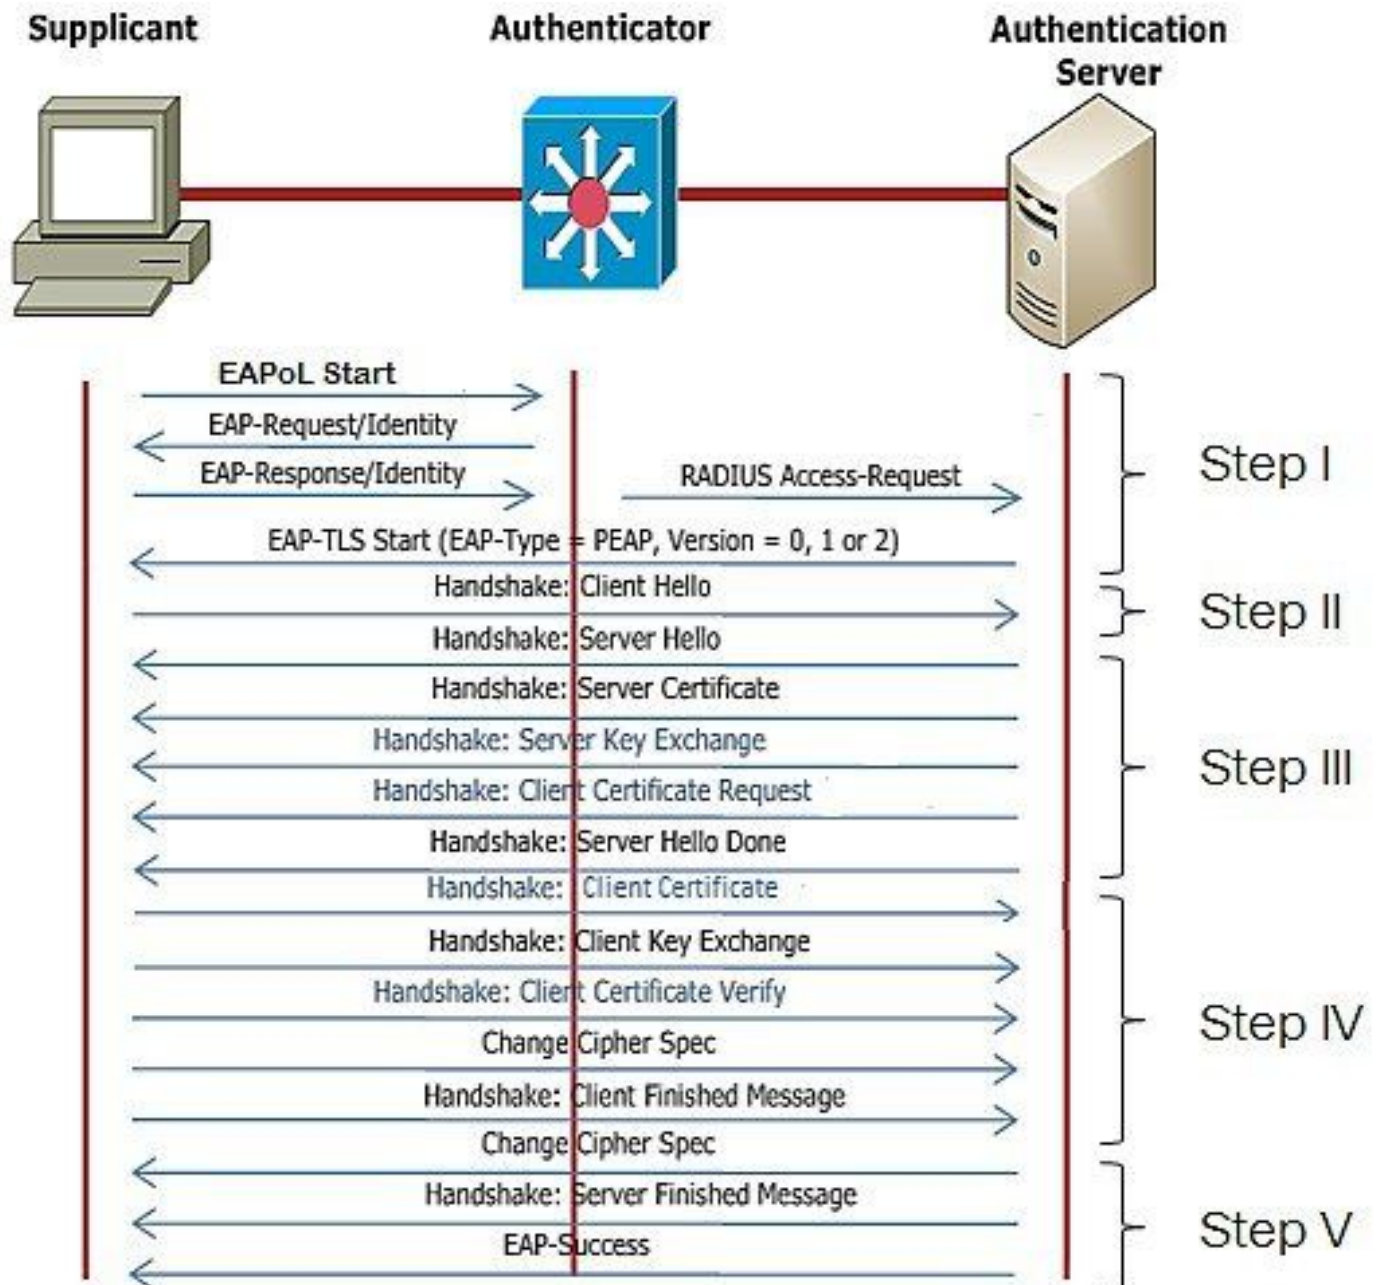 Supplicant
Authenticator
Authentication
Server
EAPoL Start
EAP-Request/Identity
EAP-Response/Identity
RADIUS Access-Request
Step I
EAP-TLS Start (EAP-Type = PEAP, Version = 0, 1 or 2)
Handshake: Client Hello
Step II
Handshake: Server Hello
Handshake: Server Certificate
Handshake: Server Key Exchange
Step III
Handshake: Client Certificate Request
Handshake: Server Hello Done
Handshake: Client Certificate
Handshake: Client Key Exchange
Handshake: Client Certificate Verify
Step IV
Change Cipher Spec
Handshake: Client Finished Message
Change Cipher Spec
Handshake: Server Finished Message
Step V
EAP-Success